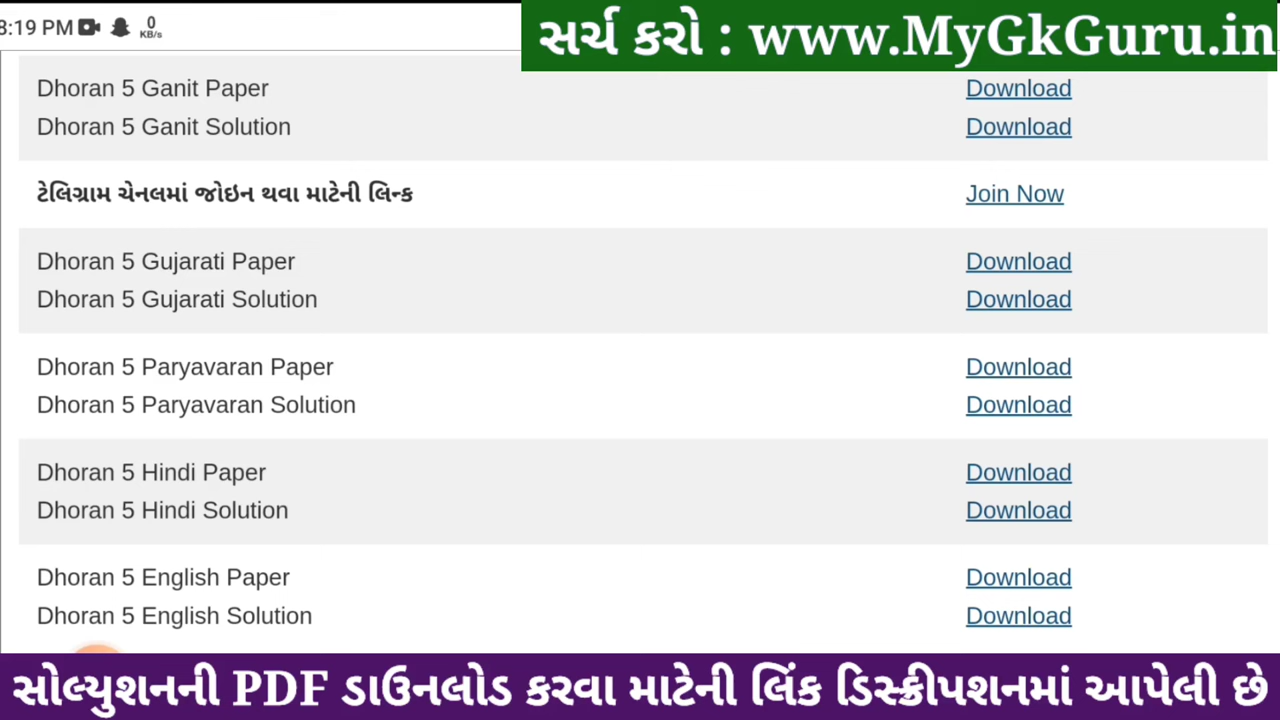 8:19 PM 0 KB/s
સર્ચ કરો : www.MyGkGuru.in
Dhoran 5 Ganit Paper Download
Dhoran 5 Ganit Solution Download
ટેલિગ્રામ ચેનલમાં જોઇન થવા માટેની લિન્ક Join Now
Dhoran 5 Gujarati Paper Download
Dhoran 5 Gujarati Solution Download
Dhoran 5 Paryavaran Paper Download
Dhoran 5 Paryavaran Solution Download
Dhoran 5 Hindi Paper Download
Dhoran 5 Hindi Solution Download
Dhoran 5 English Paper Download
Dhoran 5 English Solution Download
સોલ્યુશનની PDF ડાઉનલોડ કરવા માટેની લિંક ડિસ્ક્રીપશનમાં આપેલી છે